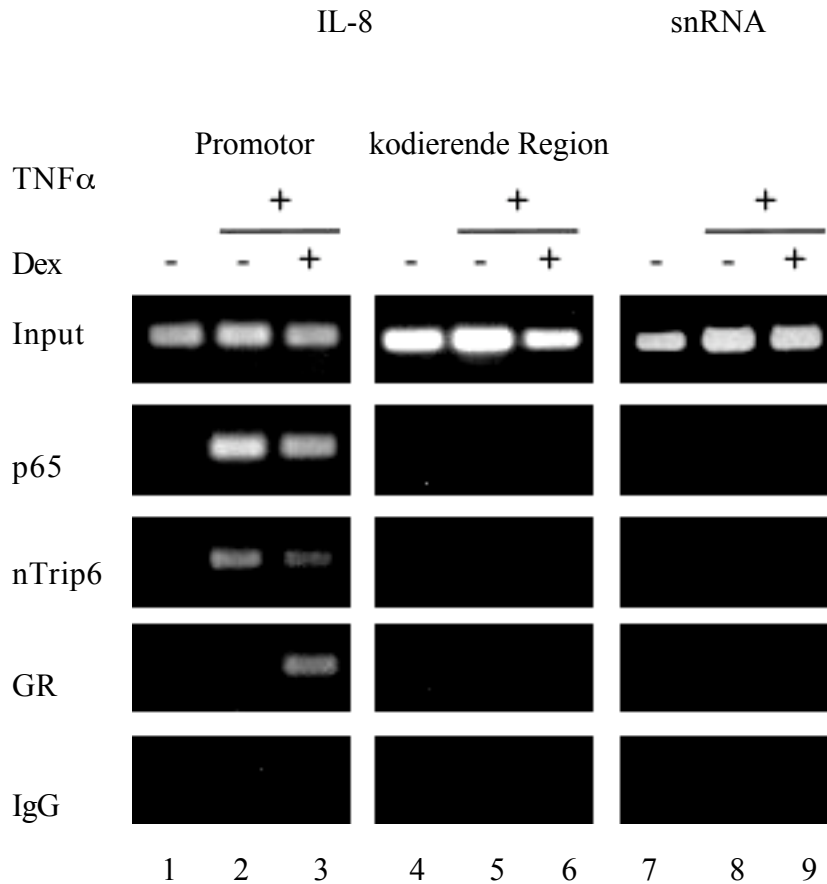 IL-8 snRNA
Promotor kodierende Region
TNFα + + +
Dex - - + - - + - - +
Input
p65
nTrip6
GR
IgG
1 2 3 4 5 6 7 8 9